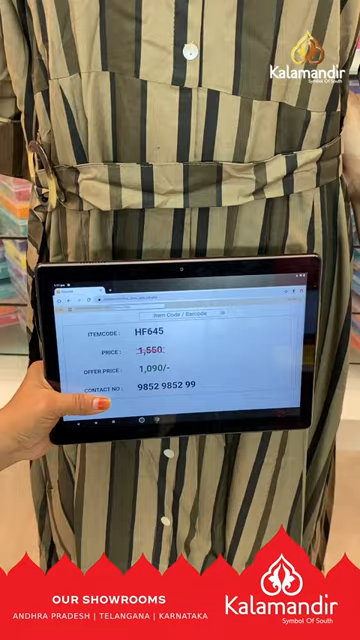 Kalamandir
Symbol Of South
Item Code / Barcode
ITEMCODE : HF645
PRICE : 1,550
OFFER PRICE : 1,090/-
CONTACT NO : 9852 9852 99
OUR SHOWROOMS
ANDHRA PRADESH | TELANGANA | KARNATAKA
Kalamandir
Symbol Of South